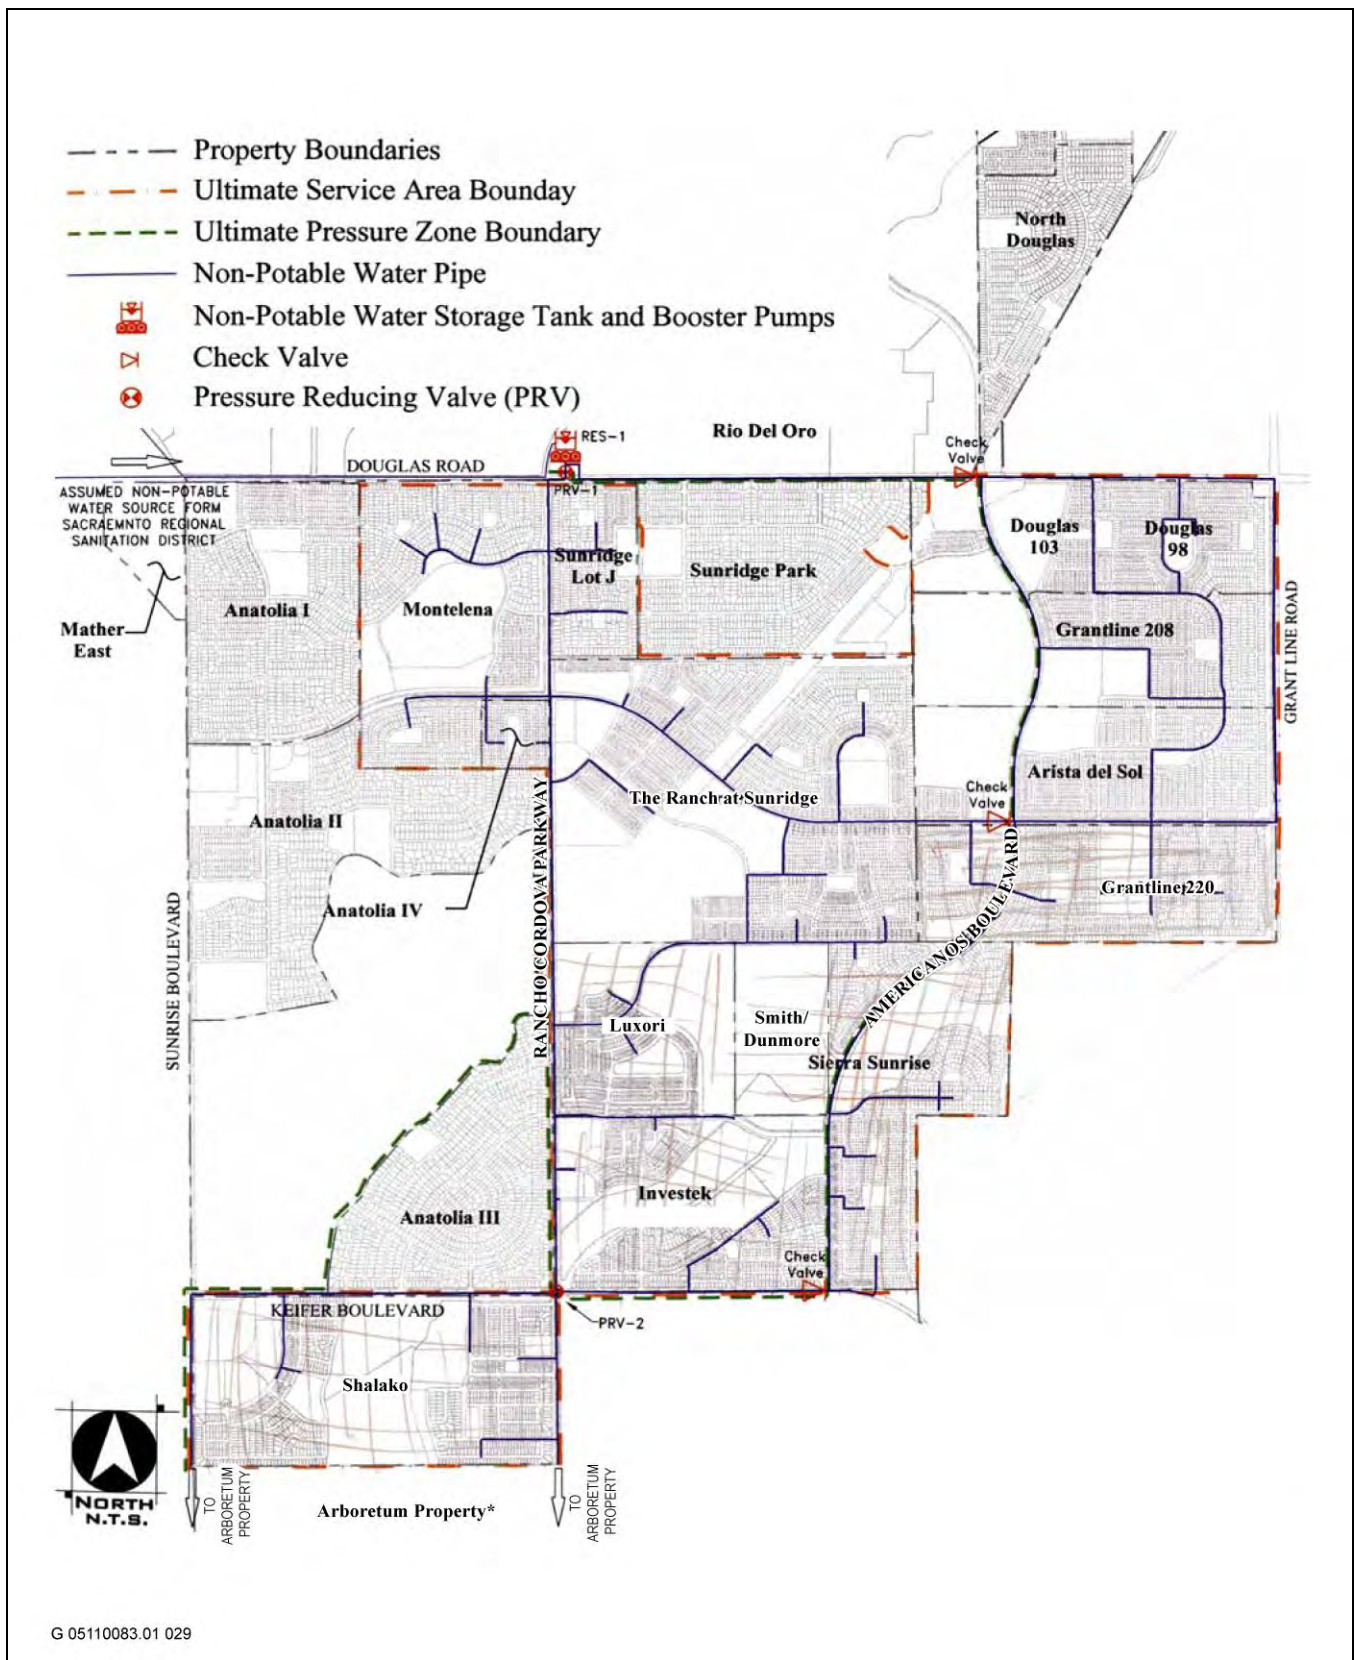 Property Boundaries
Ultimate Service Area Bounday
Ultimate Pressure Zone Boundary
Non-Potable Water Pipe
Non-Potable Water Storage Tank and Booster Pumps
Check Valve
Pressure Reducing Valve (PRV)
North
Douglas
RES-1
Rio Del Oro
Check
Valve
DOUGLAS ROAD
PRV-1
ASSUMED NON-POTABLE
WATER SOURCE FORM
SACRAEMNTO REGIONAL
SANITATION DISTRICT
Mather
East
Anatolia I
Montelena
Sunridge
Lot J
Sunridge Park
Douglas
103
Douglas
98
Grantline 208
GRANT LINE ROAD
Arista del Sol
Check
Valve
The Ranch at Sunridge
Anatolia II
Anatolia IV
RANCHO CORDOVA PARKWAY
Grantline 220
AMERICANOS BOULEVARD
SUNRISE BOULEVARD
Luxori
Smith/
Dunmore
Sierra Sunrise
Investek
Anatolia III
Check
Valve
KEIFER BOULEVARD
PRV-2
Shalako
NORTH
N.T.S.
TO
ARBORETUM
PROPERTY
Arboretum Property*
TO
ARBORETUM
PROPERTY
G 05110083.01 029